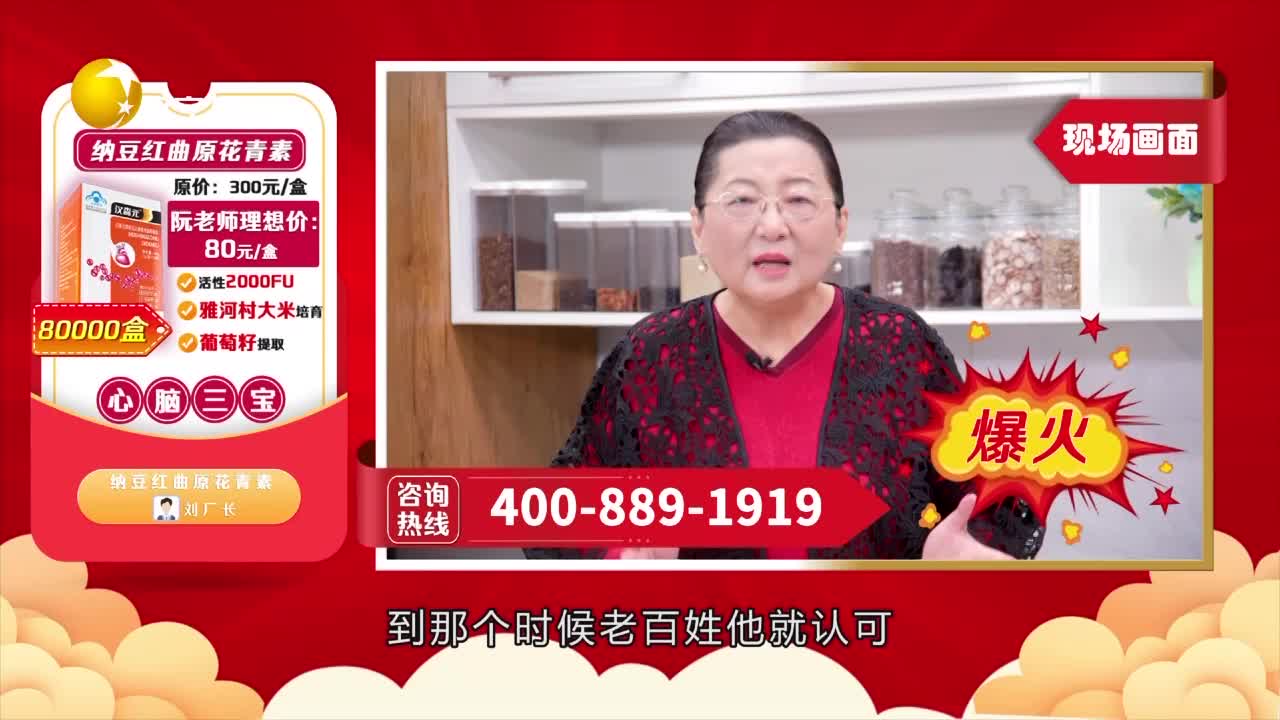 纳豆红曲原花青素
原价：300元/盒
阮老师理想价：
80元/盒
汉森元
活性2000FU
雅河村大米培育
葡萄籽提取
80000盒
心脑三宝
纳豆红曲原花青素
刘厂长
现场画面
爆火
咨询
热线
400-889-1919
到那个时候老百姓他就认可